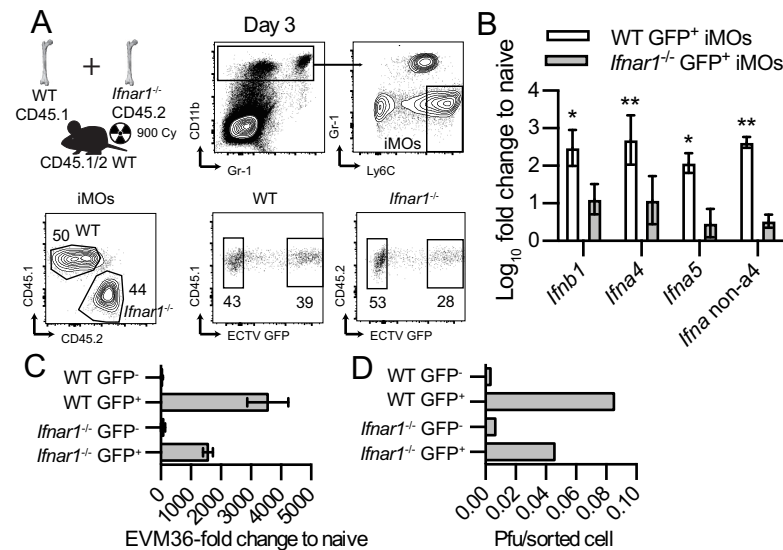 A
Day 3
WT
CD45.1
+
Ifnar1-/-
CD45.2
900 Cy
CD45.1/2 WT
CD11b
Gr-1
Gr-1
iMOs
Ly6C
iMOs
50 WT
44
Ifnar1-/-
CD45.1
CD45.2
WT
43
39
CD45.1
ECTV GFP
Ifnar1-/-
53
28
CD45.2
ECTV GFP
B
WT GFP+ iMOs
Ifnar1-/- GFP+ iMOs
Log10 fold change to naive
4
3
2
1
0
* ** * **
Ifnb1
Ifna4
Ifna5
Ifna non-a4
C
WT GFP-
WT GFP+
Ifnar1-/- GFP-
Ifnar1-/- GFP+
0 1000 2000 3000 4000 5000
EVM36-fold change to naive
D
WT GFP-
WT GFP+
Ifnar1-/- GFP-
Ifnar1-/- GFP+
0.00 0.02 0.04 0.06 0.08 0.10
Pfu/sorted cell